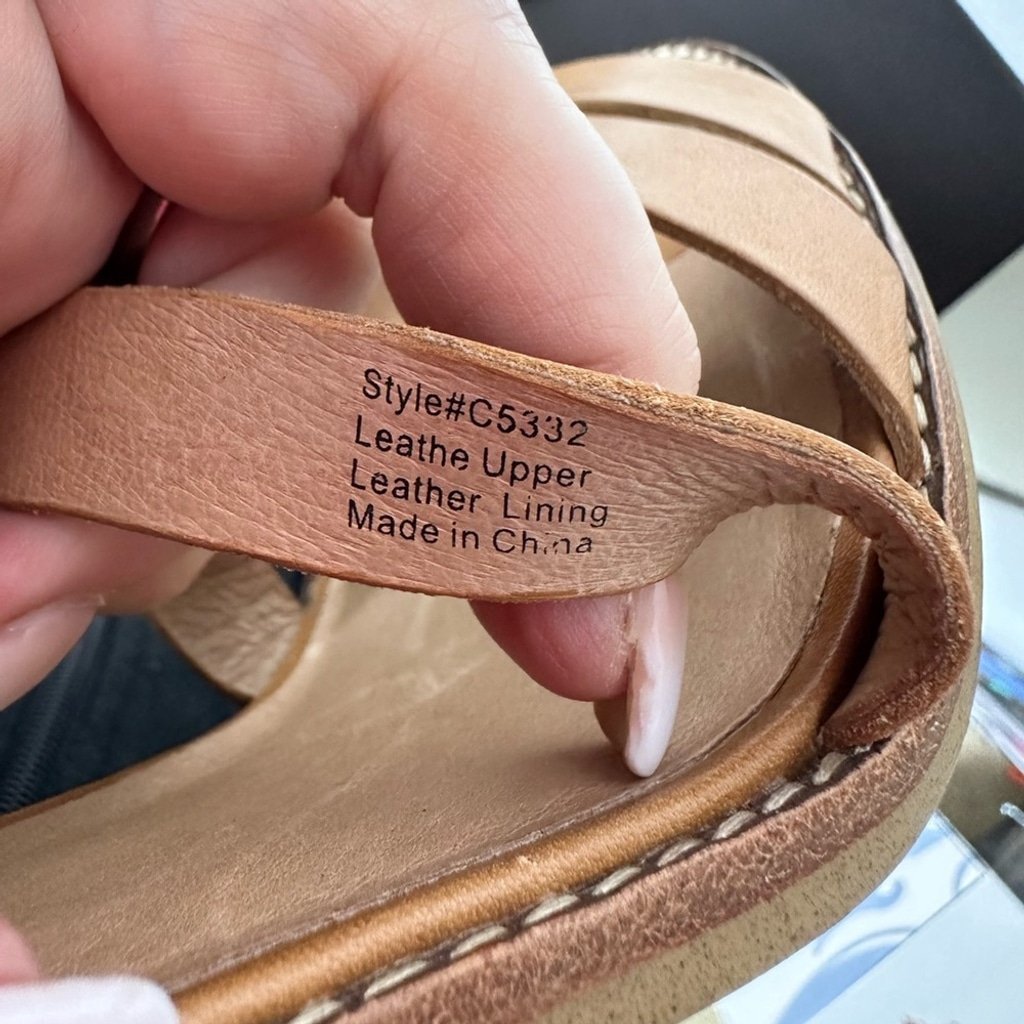 Style#C5332
Leathe Upper
Leather Lining
Made in China